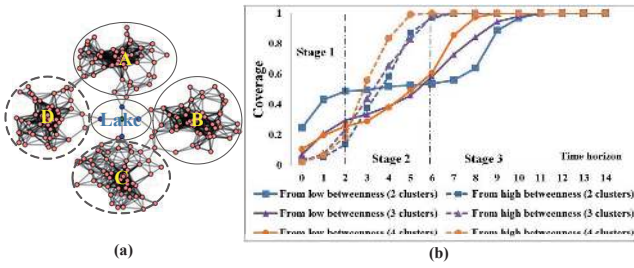 (a)
A
D
Lake
B
C
(a)
(b)
Coverage
1
0.8
0.6
0.4
0.2
0
Stage 1
Stage 2
Stage 3
Time horizon
0 1 2 3 4 5 6 7 8 9 10 11 12 13 14
From low betweenness (2 clusters)
From high betweenness (2 clusters)
From low betweenness (3 clusters)
From high betweenness (3 clusters)
From low betweenness (4 clusters)
From high betweenness (4 clusters)
(b)